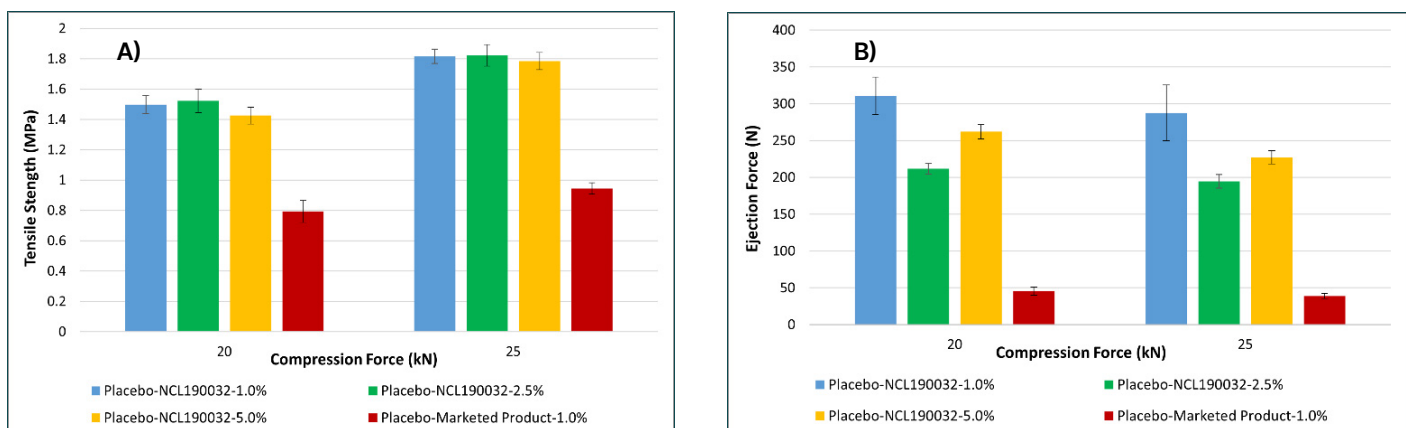 A)
Tensile Stength (MPa)
2
1.8
1.6
1.4
1.2
1
0.8
0.6
0.4
0.2
0
20
25
Compression Force (kN)
Placebo-NCL190032-1.0%
Placebo-NCL190032-2.5%
Placebo-NCL190032-5.0%
Placebo-Marketed Product-1.0%
B)
Ejection Force (N)
400
350
300
250
200
150
100
50
0
20
25
Compression Force (kN)
Placebo-NCL190032-1.0%
Placebo-NCL190032-2.5%
Placebo-NCL190032-5.0%
Placebo-Marketed Product-1.0%